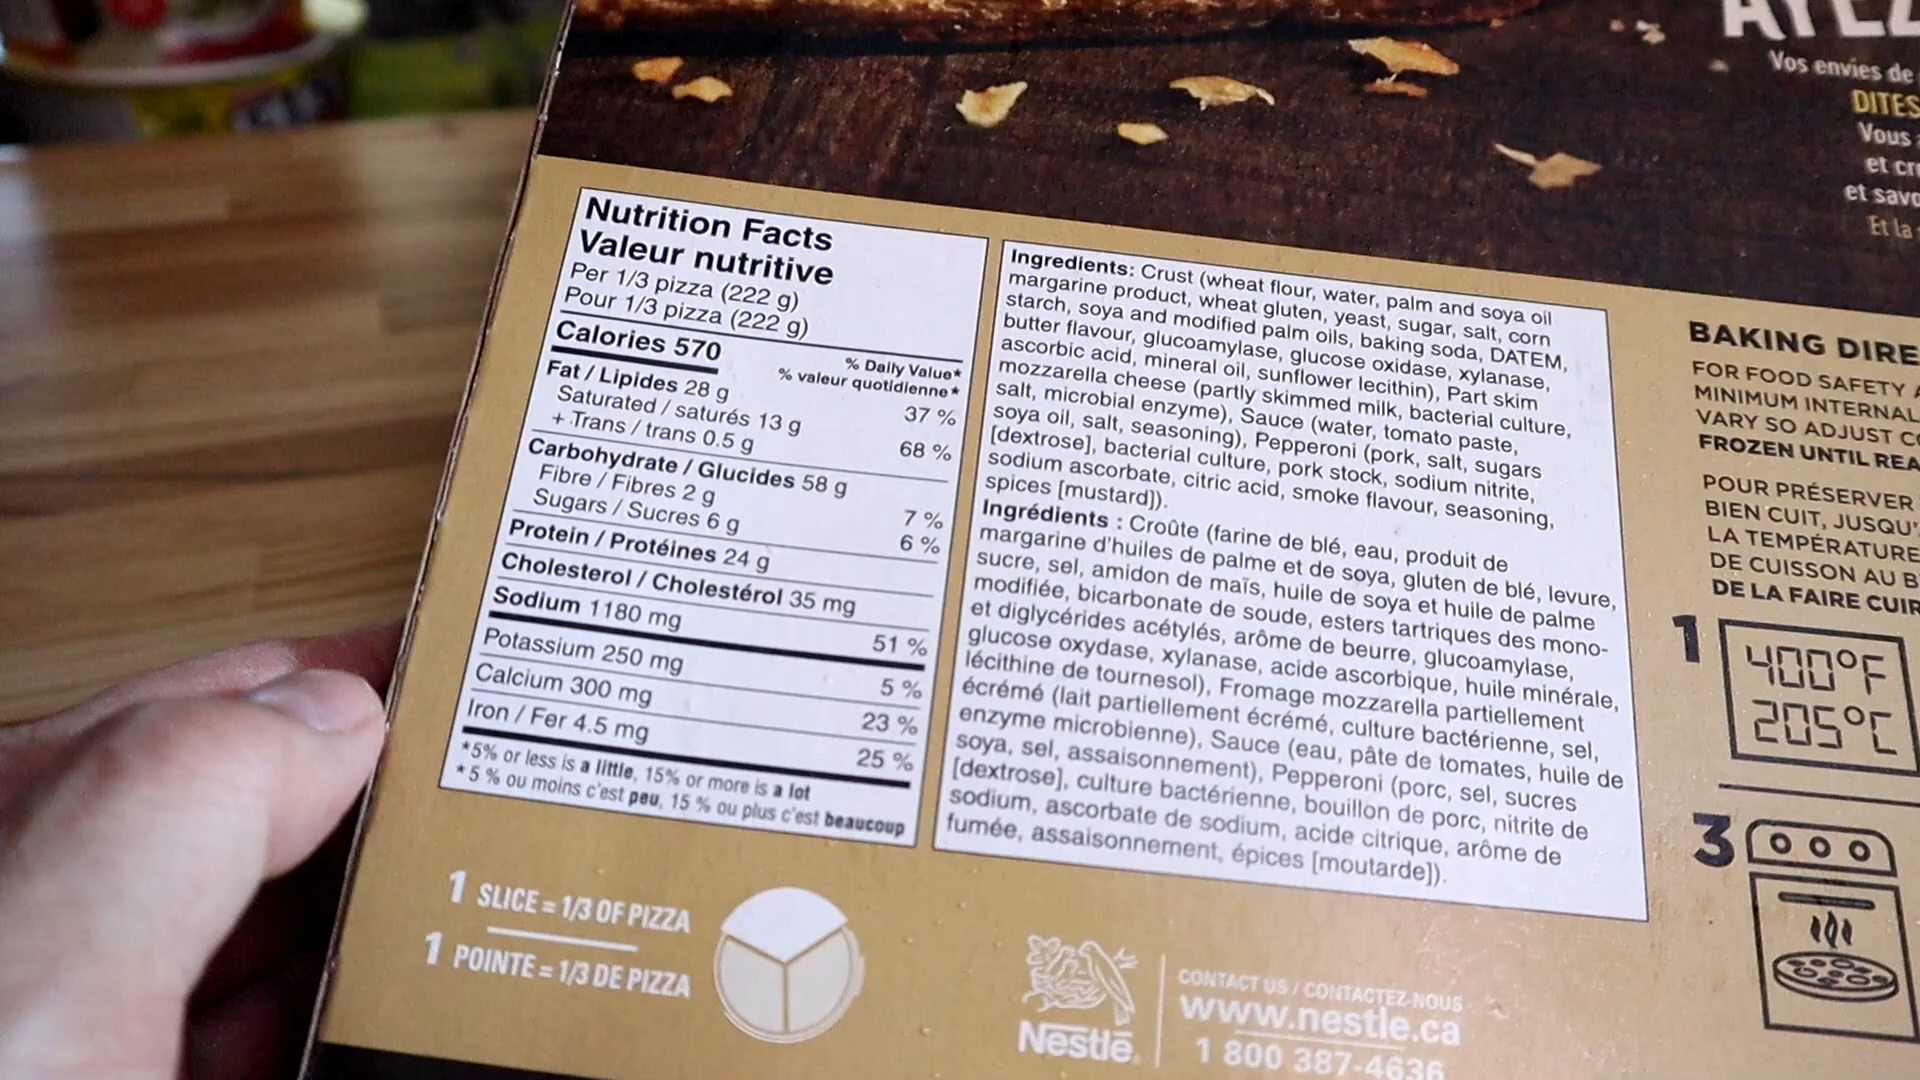 Nutrition Facts
Valeur nutritive
Per 1/3 pizza (222 g)
Pour 1/3 pizza (222 g)
Calories 570
% Daily Value*
% valeur quotidienne*
Fat / Lipides 28 g 37 %
Saturated / saturés 13 g
+ Trans / trans 0.5 g 68 %
Carbohydrate / Glucides 58 g
Fibre / Fibres 2 g 7 %
Sugars / Sucres 6 g 6 %
Protein / Protéines 24 g
Cholesterol / Cholestérol 35 mg
Sodium 1180 mg 51 %
Potassium 250 mg 5 %
Calcium 300 mg 23 %
Iron / Fer 4.5 mg 25 %
*5% or less is a little, 15% or more is a lot
*5 % ou moins c'est peu, 15 % ou plus c'est beaucoup
1 SLICE = 1/3 OF PIZZA
1 POINTE = 1/3 DE PIZZA
Ingredients: Crust (wheat flour, water, palm and soya oil
margarine product, wheat gluten, yeast, sugar, salt, corn
starch, soya and modified palm oils, baking soda, DATEM,
butter flavour, glucoamylase, glucose oxidase, xylanase,
ascorbic acid, mineral oil, sunflower lecithin), Part skim
mozzarella cheese (partly skimmed milk, bacterial culture,
salt, microbial enzyme), Sauce (water, tomato paste,
soya oil, salt, seasoning), Pepperoni (pork, salt, sugars
[dextrose], bacterial culture, pork stock, sodium nitrite,
sodium ascorbate, citric acid, smoke flavour, seasoning,
spices [mustard]).
Ingrédients : Croûte (farine de blé, eau, produit de
margarine d'huiles de palme et de soya, gluten de blé, levure,
sucre, sel, amidon de maïs, huile de soya et huile de palme
modifiée, bicarbonate de soude, esters tartriques des mono-
et diglycérides acétylés, arôme de beurre, glucoamylase,
glucose oxydase, xylanase, acide ascorbique, huile minérale,
lécithine de tournesol), Fromage mozzarella partiellement
écrémé (lait partiellement écrémé, culture bactérienne, sel,
enzyme microbienne), Sauce (eau, pâte de tomates, huile de
soya, sel, assaisonnement), Pepperoni (porc, sel, sucres
[dextrose], culture bactérienne, bouillon de porc, nitrite de
sodium, ascorbate de sodium, acide citrique, arôme de
fumée, assaisonnement, épices [moutarde]).
Nestlē
CONTACT US / CONTACTEZ-NOUS
www.nestle.ca
1 800 387-4636
Vos envies de
DITES
Vous
et
et
Et la
BAKING
FOR FOOD SAFETY
MINIMUM INTERNAL
VARY SO ADJUST
FROZEN UNTIL
POUR PRÉSERVER
BIEN CUIT, JUSQU'
LA TEMPÉRATURE
DE CUISSON AU
DE LA FAIRE
1
400°F
205°C
3